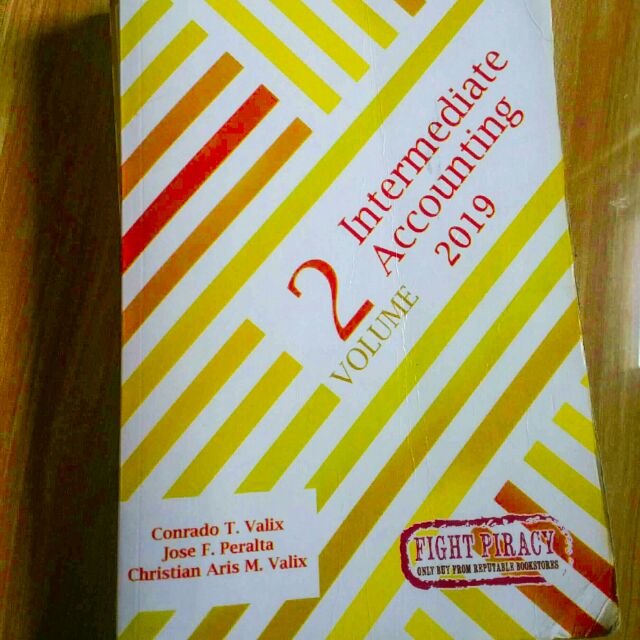 Intermediate
Accounting
2019
2
VOLUME
Conrado T. Valix
Jose F. Peralta
Christian Aris M. Valix
FIGHT PIRACY
ONLY BUY FROM REPUTABLE BOOKSTORES